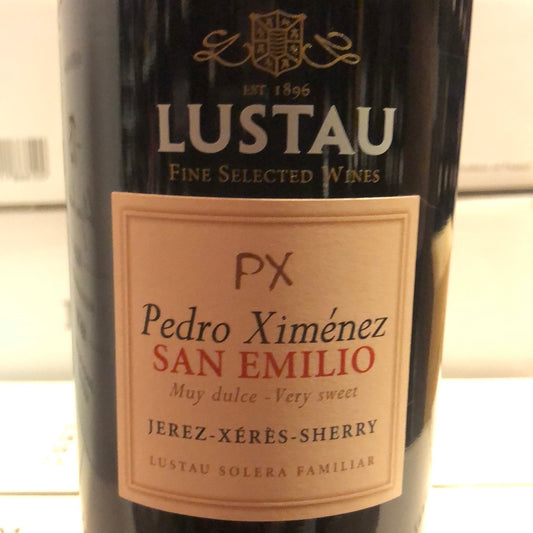 EST. 1896
LUSTAU
FINE SELECTED WINES
PX
Pedro Ximénez
SAN EMILIO
Muy dulce - Very sweet
JEREZ-XÉRÈS-SHERRY
LUSTAU SOLERA FAMILIAR